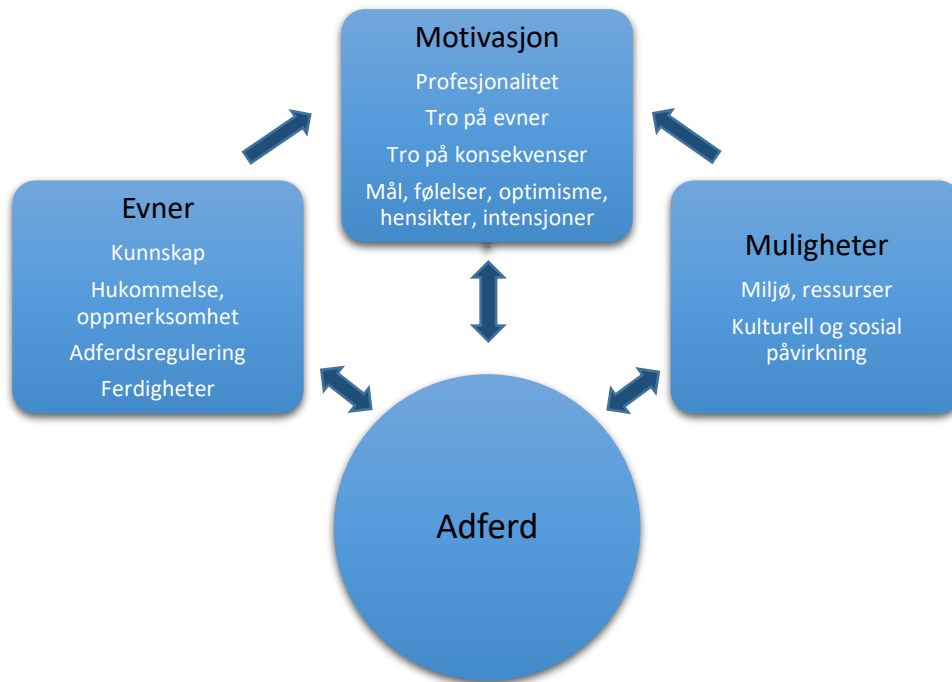 Motivasjon
Profesjonalitet
Tro på evner
Tro på konsekvenser
Mål, følelser, optimisme,
hensikter, intensjoner
Evner
Kunnskap
Hukommelse,
oppmerksomhet
Adferdsregulering
Ferdigheter
Muligheter
Miljø, ressurser
Kulturell og sosial
påvirkning
Adferd